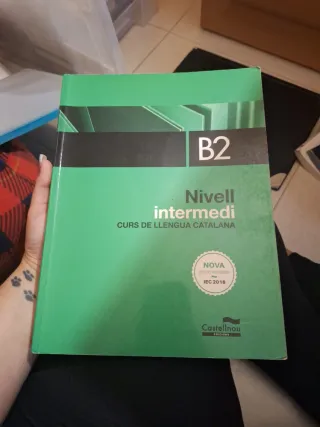 B2
Nivell
intermedi
CURS DE LLENGUA CATALANA
NOVA
IEC 2016
Castellnou